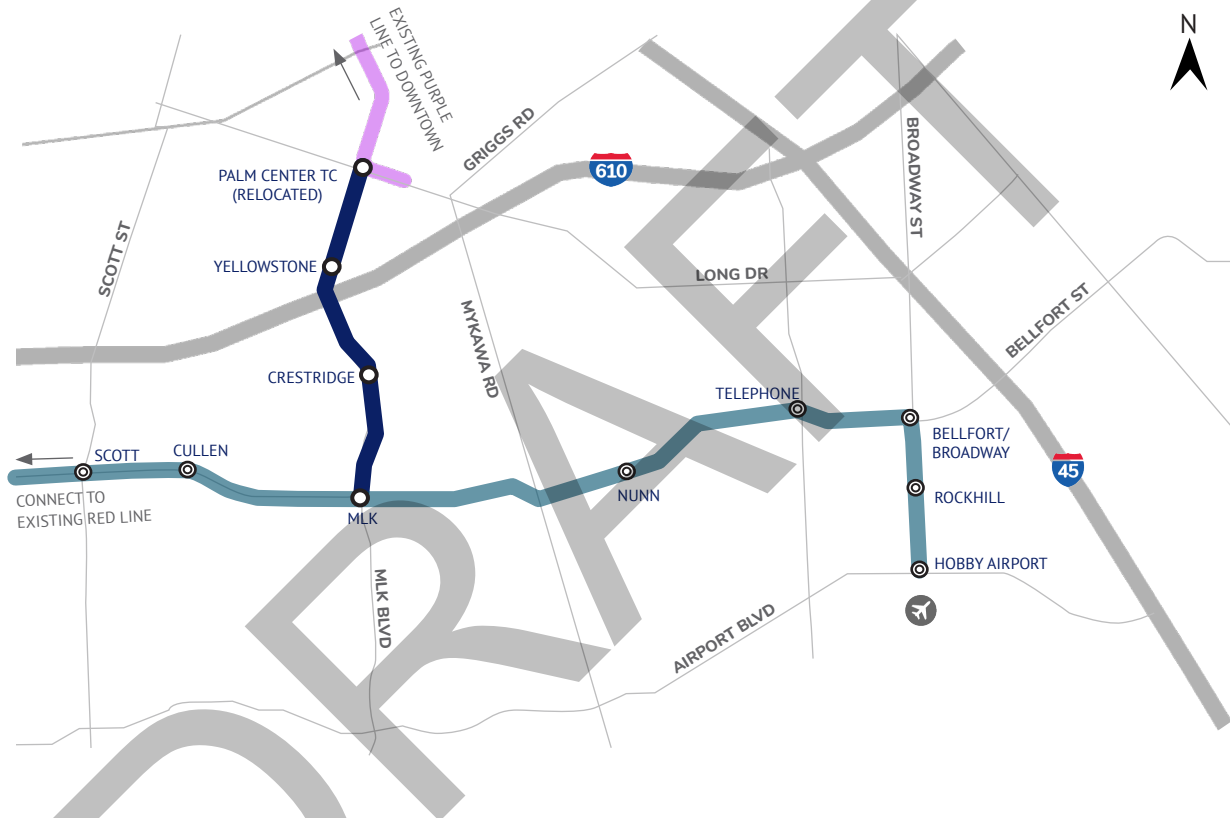 N
EXISTING PURPLE
LINE TO DOWNTOWN
GRIGGS RD
BROADWAY ST
610
PALM CENTER TC
(RELOCATED)
SCOTT ST
YELLOWSTONE
LONG DR
MYKAWA RD
BELLFORT ST
CRESTRIDGE
TELEPHONE
BELLFORT/
BROADWAY
SCOTT
CULLEN
45
CONNECT TO
EXISTING RED LINE
MLK
NUNN
ROCKHILL
HOBBY AIRPORT
MLK BLVD
AIRPORT BLVD
DRAFT